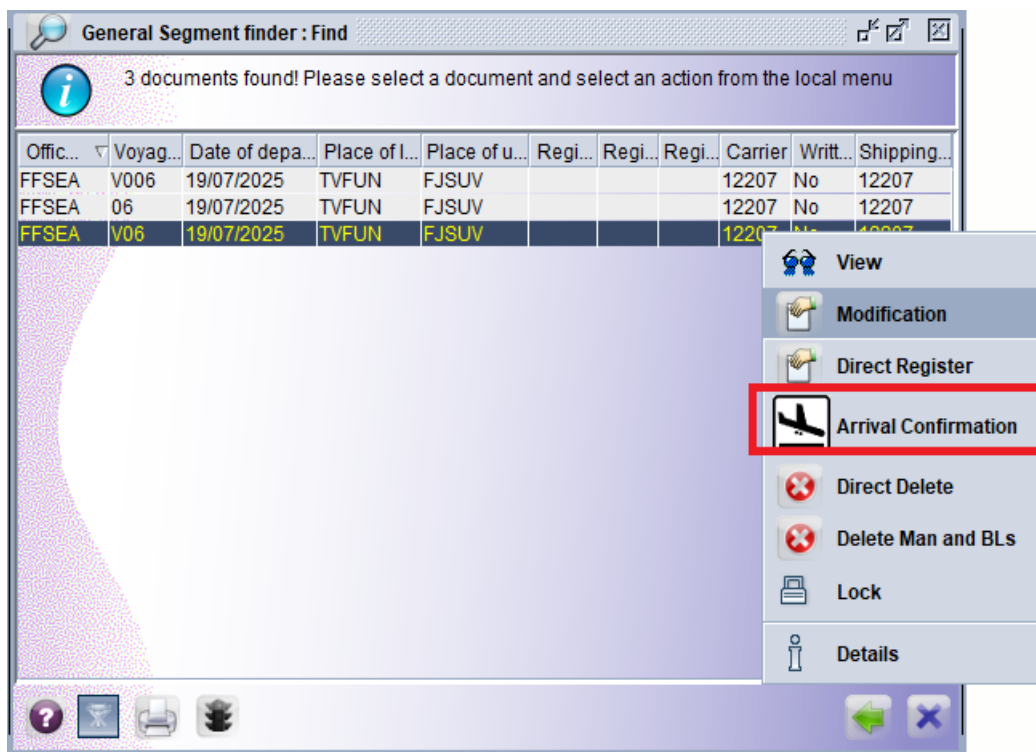 General Segment finder : Find
3 documents found! Please select a document and select an action from the local menu
Offic... Voyag... Date of depa... Place of l... Place of u... Regi... Regi... Regi... Carrier Writt... Shipping...
FFSEA V006 19/07/2025 TVFUN FJSUV 12207 No 12207
FFSEA 06 19/07/2025 TVFUN FJSUV 12207 No 12207
FFSEA V06 19/07/2025 TVFUN FJSUV 12207 No 12207
View
Modification
Direct Register
Arrival Confirmation
Direct Delete
Delete Man and BLs
Lock
Details